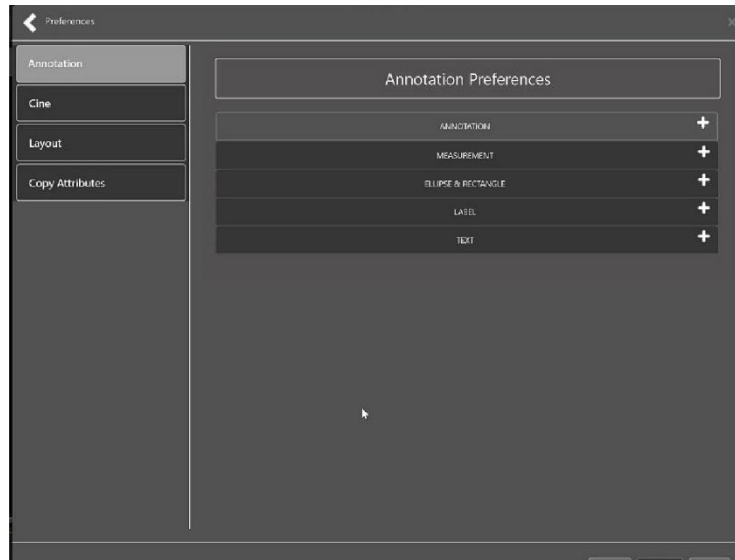 Preferences
Annotation
Cine
Layout
Copy Attributes
Annotation Preferences
ANNOTATION
MEASUREMENT
ELLIPSE & RECTANGLE
LABEL
TEXT